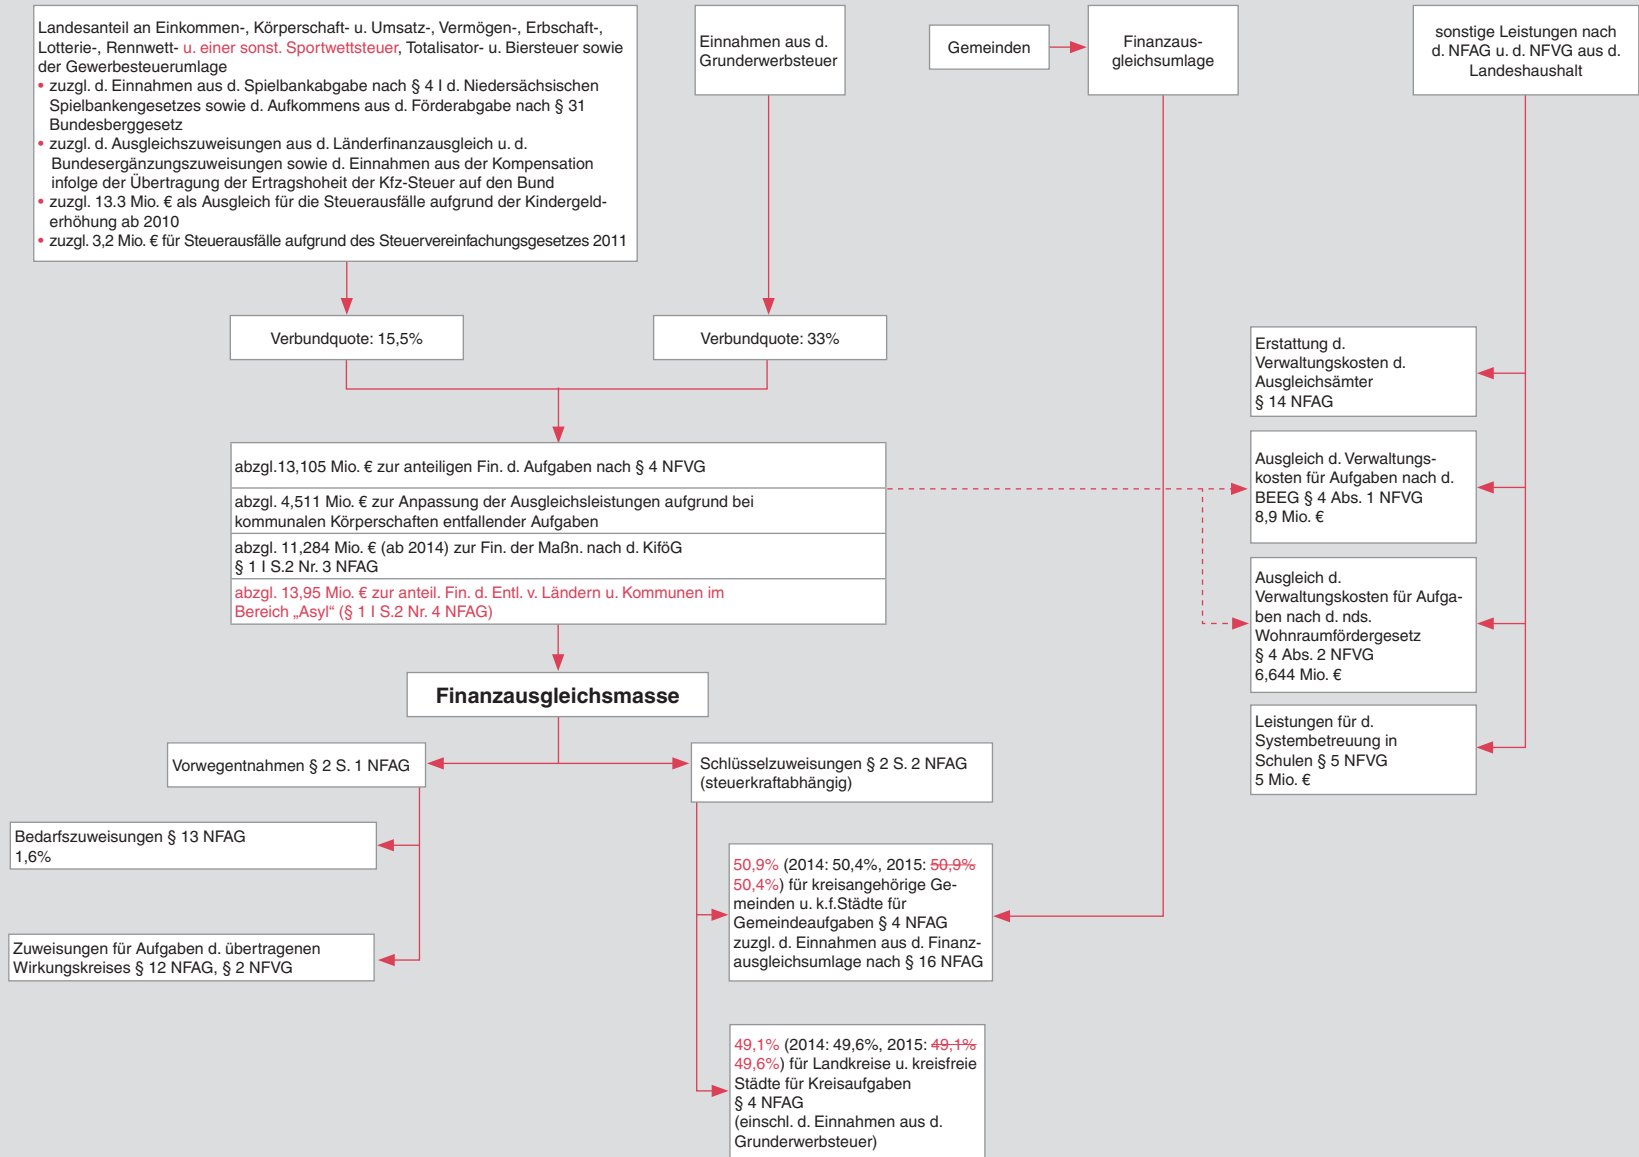 Landesanteil an Einkommen-, Körperschaft- u. Umsatz-, Vermögen-, Erbschaft-,
Lotterie-, Rennwett- u. einer sonst. Sportwettsteuer, Totalisator- u. Biersteuer sowie
der Gewerbesteuerumlage
• zuzgl. d. Einnahmen aus d. Spielbankabgabe nach § 4 I d. Niedersächsischen
Spielbankengesetzes sowie d. Aufkommens aus d. Förderabgabe nach § 31
Bundesberggesetz
• zuzgl. d. Ausgleichszuweisungen aus d. Länderfinanzausgleich u. d.
Bundesergänzungszuweisungen sowie d. Einnahmen aus der Kompensation
infolge der Übertragung der Ertragshoheit der Kfz-Steuer auf den Bund
• zuzgl. 13.3 Mio. € als Ausgleich für die Steuerausfälle aufgrund der Kindergeld-
erhöhung ab 2010
• zuzgl. 3,2 Mio. € für Steuerausfälle aufgrund des Steuervereinfachungsgesetzes 2011
Einnahmen aus d.
Grunderwerbsteuer
Gemeinden
Finanzaus-
gleichsumlage
sonstige Leistungen nach
d. NFAG u. d. NFVG aus d.
Landeshaushalt
Verbundquote: 15,5%
Verbundquote: 33%
abzgl.13,105 Mio. € zur anteiligen Fin. d. Aufgaben nach § 4 NFVG
abzgl. 4,511 Mio. € zur Anpassung der Ausgleichsleistungen aufgrund bei
kommunalen Körperschaften entfallender Aufgaben
abzgl. 11,284 Mio. € (ab 2014) zur Fin. der Maßn. nach d. KiföG
§ 1 I S.2 Nr. 3 NFAG
abzgl. 13,95 Mio. € zur anteil. Fin. d. Entl. v. Ländern u. Kommunen im
Bereich „Asyl“ (§ 1 I S.2 Nr. 4 NFAG)
Erstattung d.
Verwaltungskosten d.
Ausgleichsämter
§ 14 NFAG
Ausgleich d. Verwaltungs-
kosten für Aufgaben nach d.
BEEG § 4 Abs. 1 NFVG
8,9 Mio. €
Ausgleich d.
Verwaltungskosten für Aufga-
ben nach d. nds.
Wohnraumfördergesetz
§ 4 Abs. 2 NFVG
6,644 Mio. €
Leistungen für d.
Systembetreuung in
Schulen § 5 NFVG
5 Mio. €
Finanzausgleichsmasse
Vorwegentnahmen § 2 S. 1 NFAG
Schlüsselzuweisungen § 2 S. 2 NFAG
(steuerkraftabhängig)
Bedarfszuweisungen § 13 NFAG
1,6%
Zuweisungen für Aufgaben d. übertragenen
Wirkungskreises § 12 NFAG, § 2 NFVG
50,9% (2014: 50,4%, 2015: 50,9%
50,4%) für kreisangehörige Ge-
meinden u. k.f.Städte für
Gemeindeaufgaben § 4 NFAG
zuzgl. d. Einnahmen aus d. Finanz-
ausgleichsumlage nach § 16 NFAG
49,1% (2014: 49,6%, 2015: 49,1%
49,6%) für Landkreise u. kreisfreie
Städte für Kreisaufgaben
§ 4 NFAG
(einschl. d. Einnahmen aus d.
Grunderwerbsteuer)